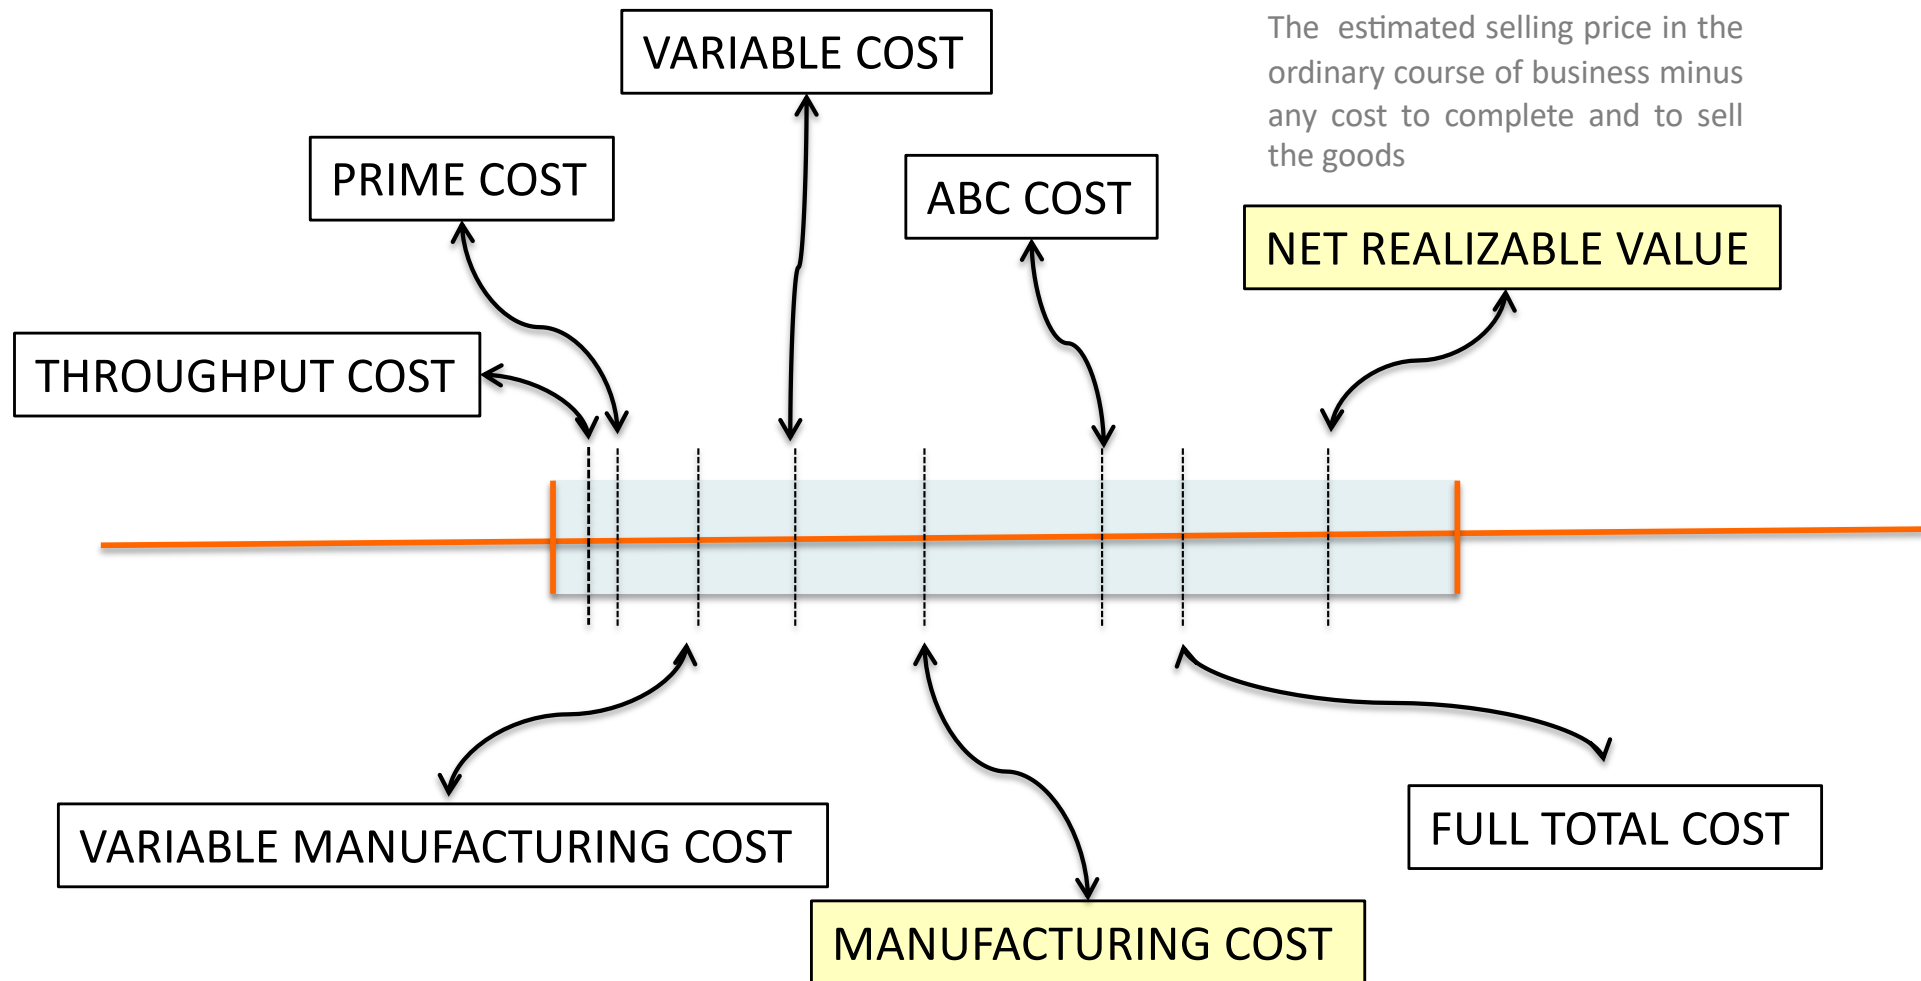 The estimated selling price in the
ordinary course of business minus
any cost to complete and to sell
the goods
VARIABLE COST
PRIME COST
ABC COST
NET REALIZABLE VALUE
THROUGHPUT COST
VARIABLE MANUFACTURING COST
FULL TOTAL COST
MANUFACTURING COST